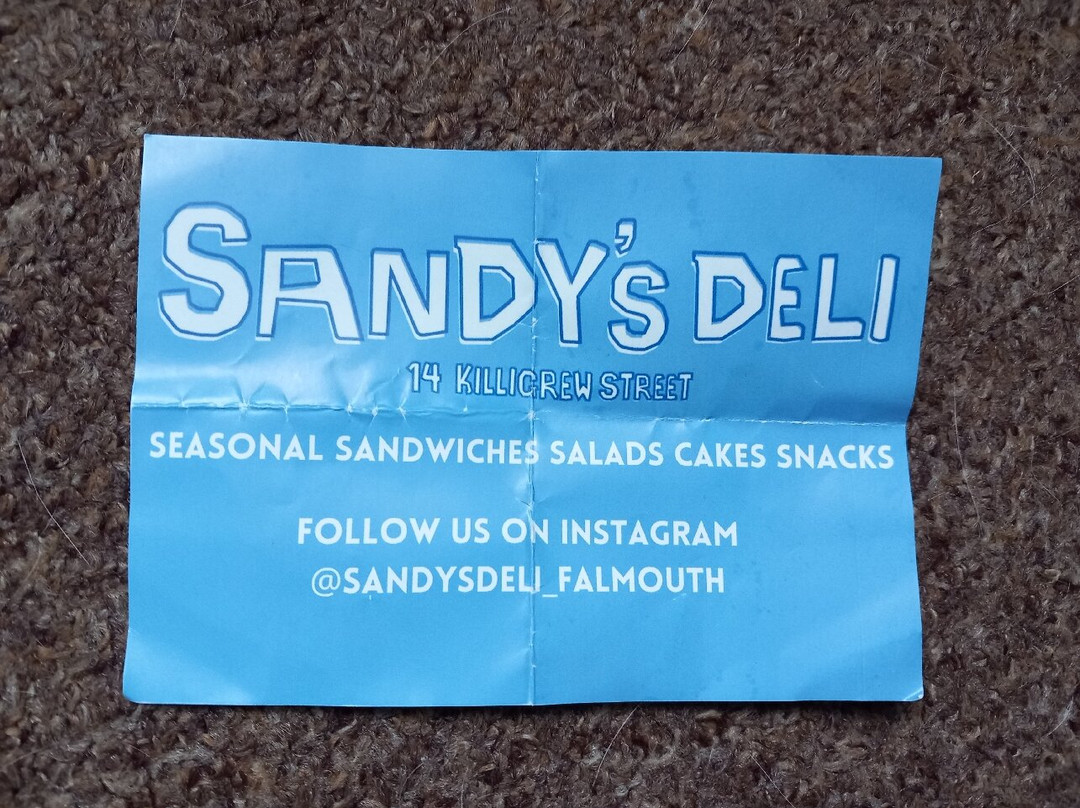 SANDY'S DELI
14 KILLIGREW STREET
SEASONAL SANDWICHES SALADS CAKES SNACKS
FOLLOW US ON INSTAGRAM
@SANDYSDELI_FALMOUTH